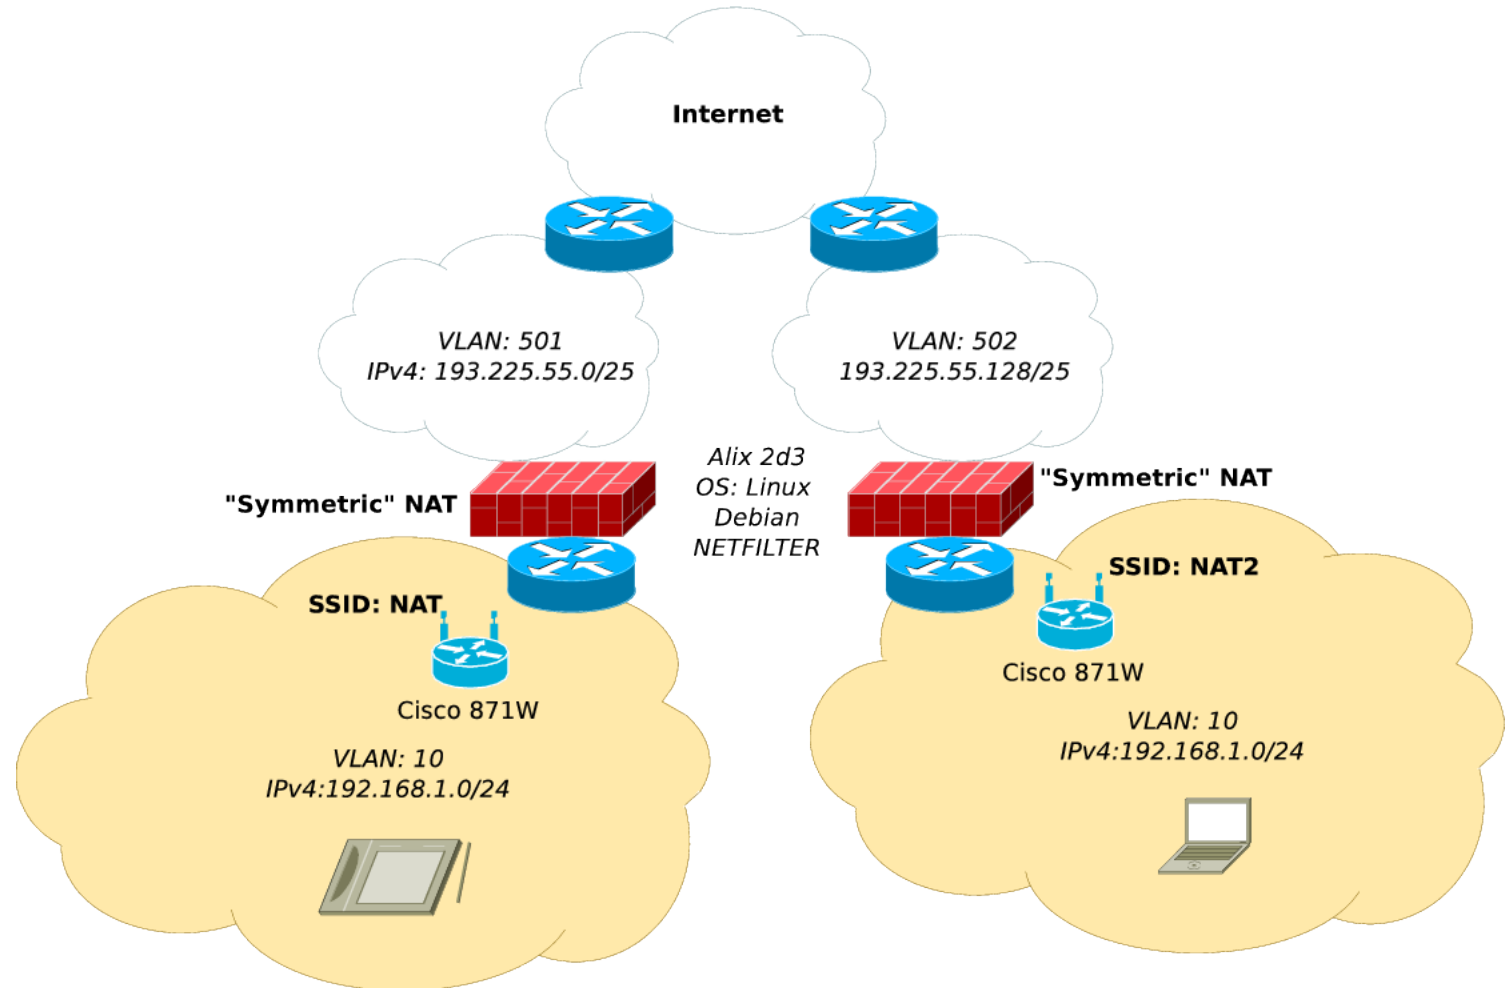 Internet
VLAN: 501
IPv4: 193.225.55.0/25
VLAN: 502
193.225.55.128/25
Alix 2d3
OS: Linux
Debian
NETFILTER
"Symmetric" NAT
"Symmetric" NAT
SSID: NAT
Cisco 871W
VLAN: 10
IPv4:192.168.1.0/24
SSID: NAT2
Cisco 871W
VLAN: 10
IPv4:192.168.1.0/24